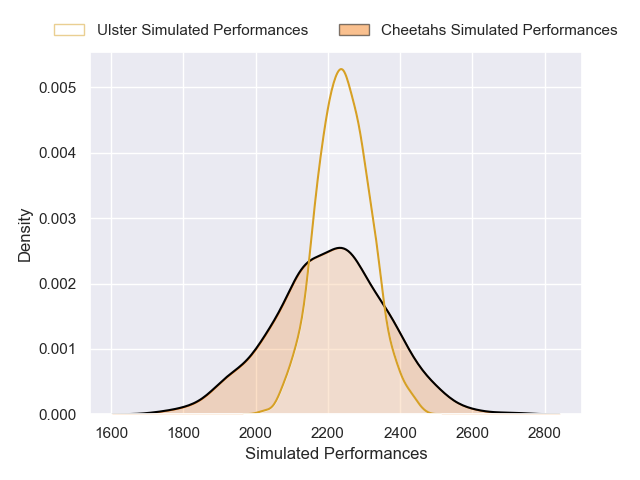 Ulster Simulated Performances
Cheetahs Simulated Performances
Density
0.005
0.004
0.003
0.002
0.001
0.000
1600 1800 2000 2200 2400 2600 2800
Simulated Performances